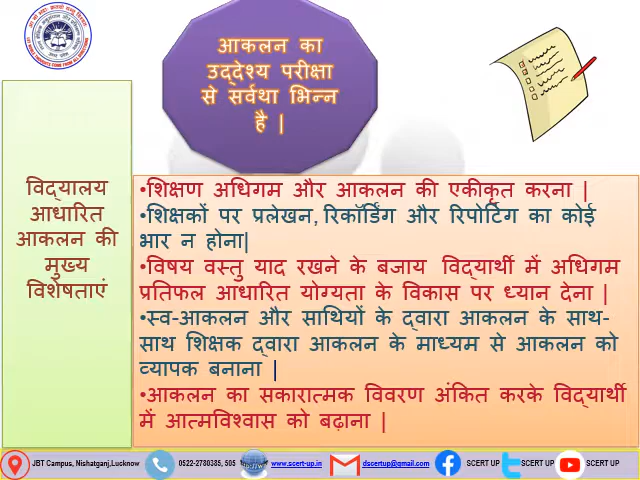 आकलन का
उद्देश्य परीक्षा
से सर्वथा भिन्न
है |
विद्यालय
आधारित
आकलन की
मुख्य
विशेषताएं
•शिक्षण अधिगम और आकलन की एकीकृत करना |
•शिक्षकों पर प्रलेखन, रिकॉर्डिंग और रिपोर्टिंग का कोई
भार न होना|
•विषय वस्तु याद रखने के बजाय विद्यार्थी में अधिगम
प्रतिफल आधारित योग्यता के विकास पर ध्यान देना |
•स्व-आकलन और साथियों के द्वारा आकलन के साथ-
साथ शिक्षक द्वारा आकलन के माध्यम से आकलन को
व्यापक बनाना |
•आकलन का सकारात्मक विवरण अंकित करके विद्यार्थी
में आत्मविश्वास को बढ़ाना |
JBT Campus, Nishatganj,Lucknow 0522-2780385, 505 www.scert-up.in dscertup@gmail.com SCERT UP SCERT UP SCERT UP